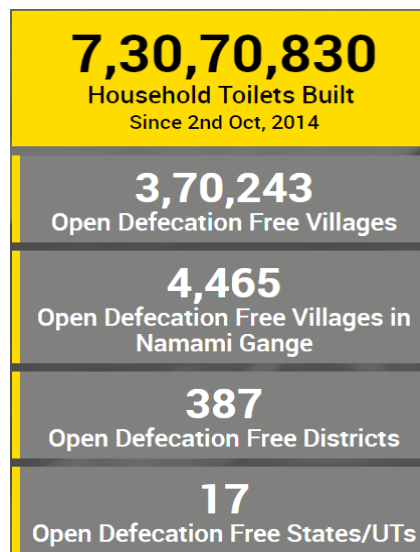 7,30,70,830
Household Toilets Built
Since 2nd Oct, 2014
3,70,243
Open Defecation Free Villages
4,465
Open Defecation Free Villages in
Namami Gange
387
Open Defecation Free Districts
17
Open Defecation Free States/UTs